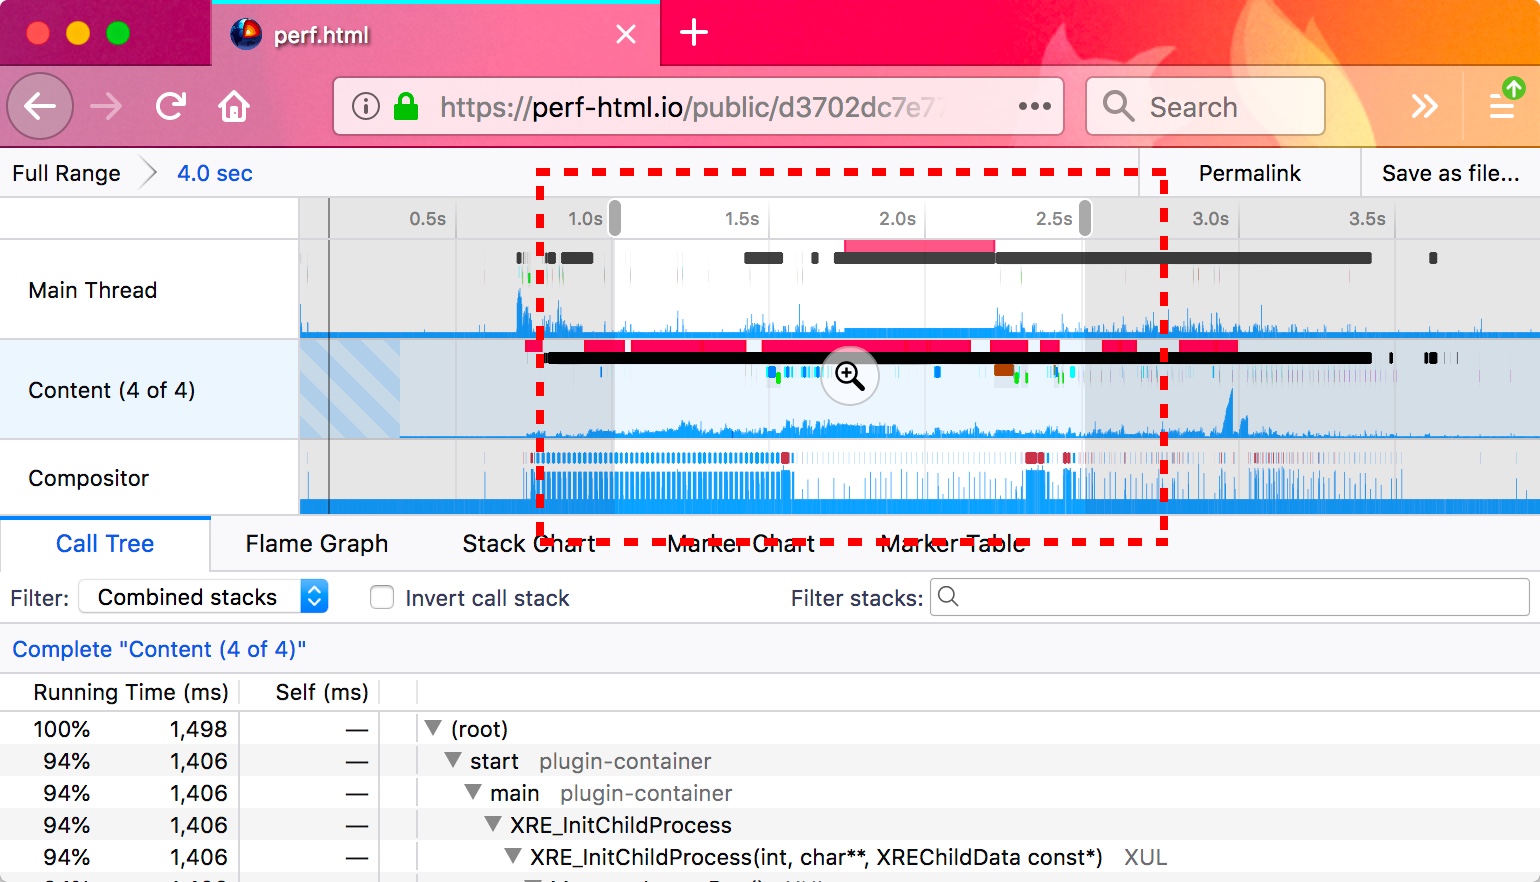 perf.html
https://perf-html.io/public/d3702dc7e77
Search
Full Range 4.0 sec Permalink Save as file...
0.5s 1.0s 1.5s 2.0s 2.5s 3.0s 3.5s
Main Thread
Content (4 of 4)
Compositor
Call Tree Flame Graph Stack Chart Marker Chart Marker Table
Filter: Combined stacks Invert call stack Filter stacks:
Complete "Content (4 of 4)"
Running Time (ms) Self (ms)
100% 1,498 — (root)
94% 1,406 — start plugin-container
94% 1,406 — main plugin-container
94% 1,406 — XRE_InitChildProcess
94% 1,406 — XRE_InitChildProcess(int, char**, XREChildData const*) XUL